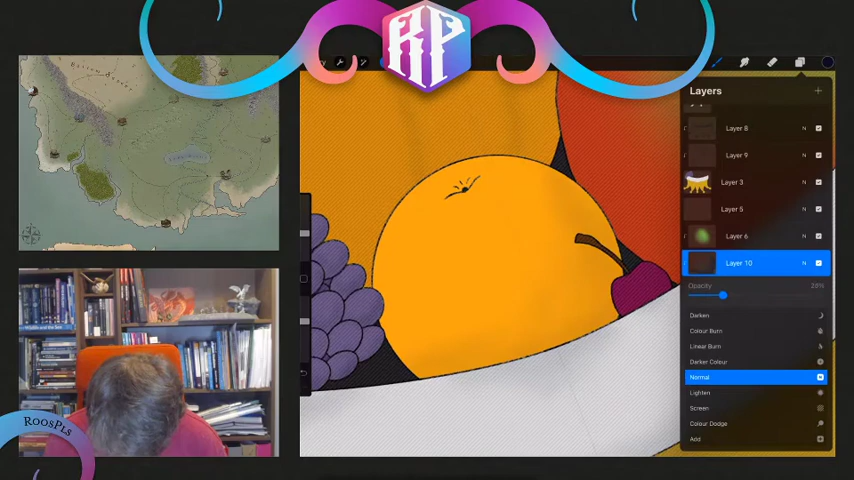 RP
Layers
Layer 8
N
Layer 9
N
Layer 3
N
Layer 5
N
Layer 6
N
Layer 10
N
Opacity
28%
Darken
Colour Burn
Linear Burn
Darker Colour
Normal
N
Lighten
Screen
Colour Dodge
Add
RoosPls